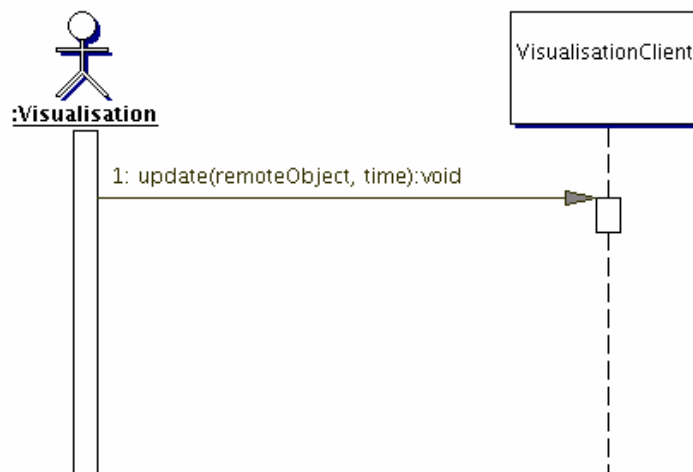 :Visualisation
VisualisationClient
1: update(remoteObject, time):void